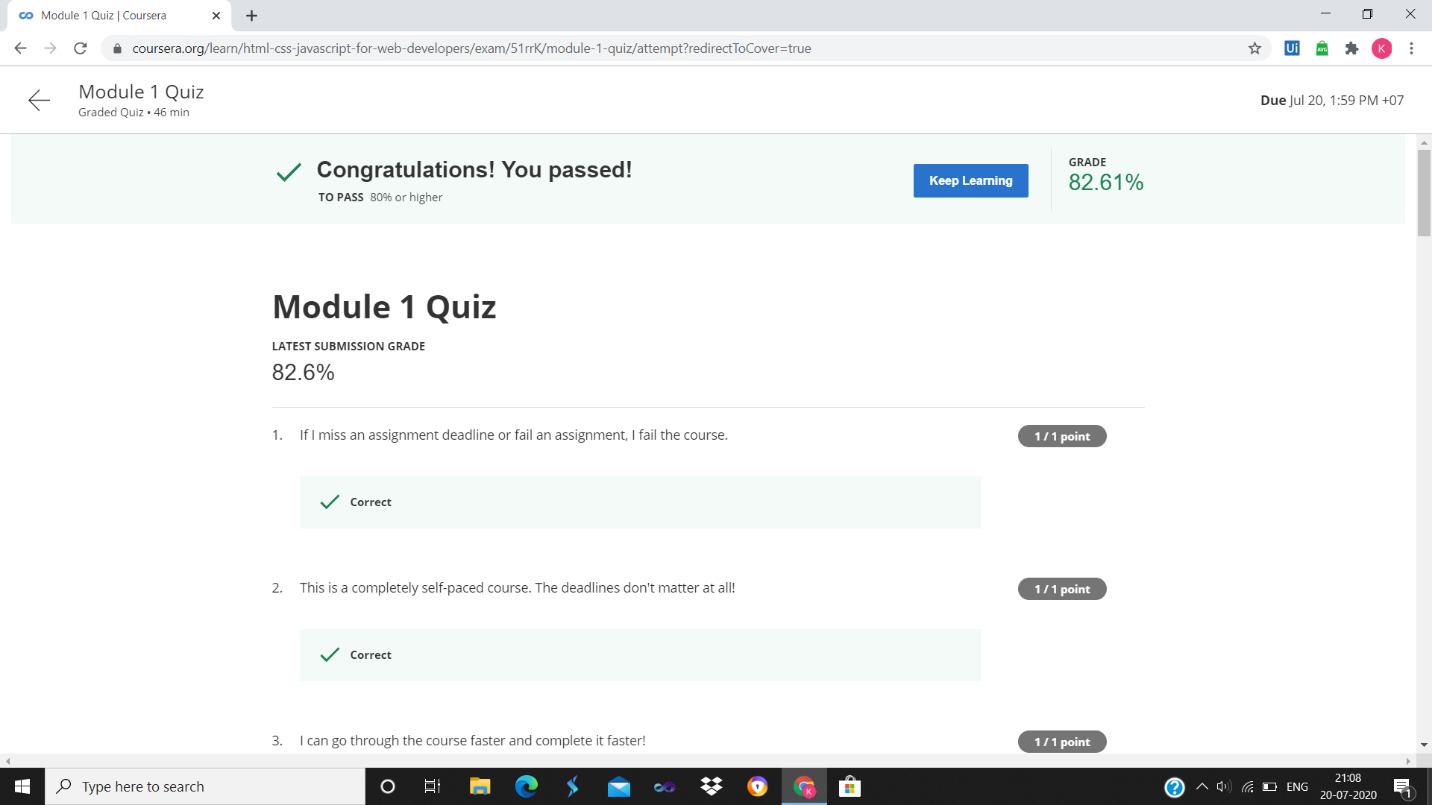 Module 1 Quiz | Coursera
coursera.org/learn/html-css-javascript-for-web-developers/exam/51rrK/module-1-quiz/attempt?redirectToCover=true
Ui
AVG
K
Module 1 Quiz
Graded Quiz • 46 min
Due Jul 20, 1:59 PM +07
Congratulations! You passed!
TO PASS 80% or higher
Keep Learning
GRADE
82.61%
Module 1 Quiz
LATEST SUBMISSION GRADE
82.6%
1. If I miss an assignment deadline or fail an assignment, I fail the course.
1 / 1 point
Correct
2. This is a completely self-paced course. The deadlines don't matter at all!
1 / 1 point
Correct
3. I can go through the course faster and complete it faster!
1 / 1 point
Type here to search
K
ENG
21:08
20-07-2020
1